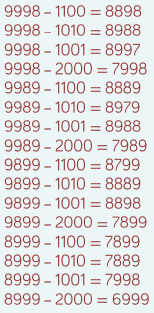 9998 – 1100 = 8898
9998 – 1010 = 8988
9998 – 1001 = 8997
9998 – 2000 = 7998
9989 – 1100 = 8889
9989 – 1010 = 8979
9989 – 1001 = 8988
9989 – 2000 = 7989
9899 – 1100 = 8799
9899 – 1010 = 8889
9899 – 1001 = 8898
9899 – 2000 = 7899
8999 – 1100 = 7899
8999 – 1010 = 7889
8999 – 1001 = 7998
8999 – 2000 = 6999